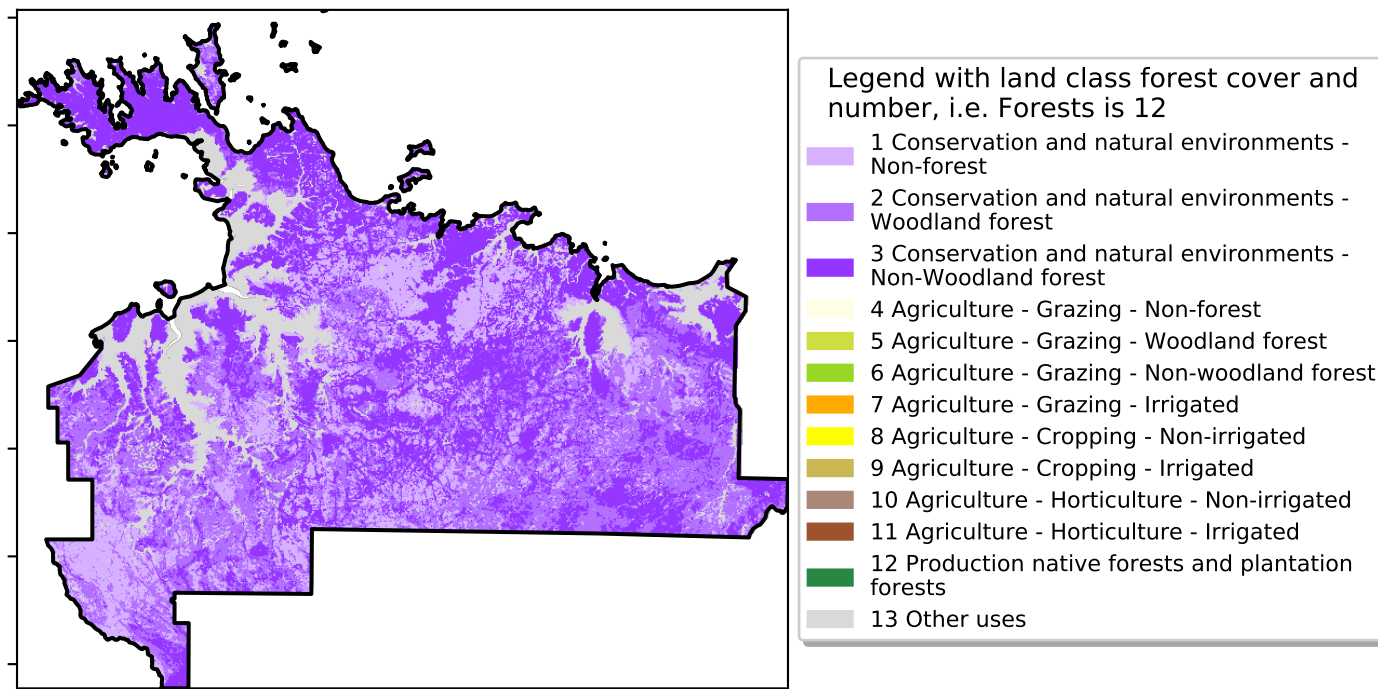 Legend with land class forest cover and
number, i.e. Forests is 12
1 Conservation and natural environments -
Non-forest
2 Conservation and natural environments -
Woodland forest
3 Conservation and natural environments -
Non-Woodland forest
4 Agriculture - Grazing - Non-forest
5 Agriculture - Grazing - Woodland forest
6 Agriculture - Grazing - Non-woodland forest
7 Agriculture - Grazing - Irrigated
8 Agriculture - Cropping - Non-irrigated
9 Agriculture - Cropping - Irrigated
10 Agriculture - Horticulture - Non-irrigated
11 Agriculture - Horticulture - Irrigated
12 Production native forests and plantation
forests
13 Other uses